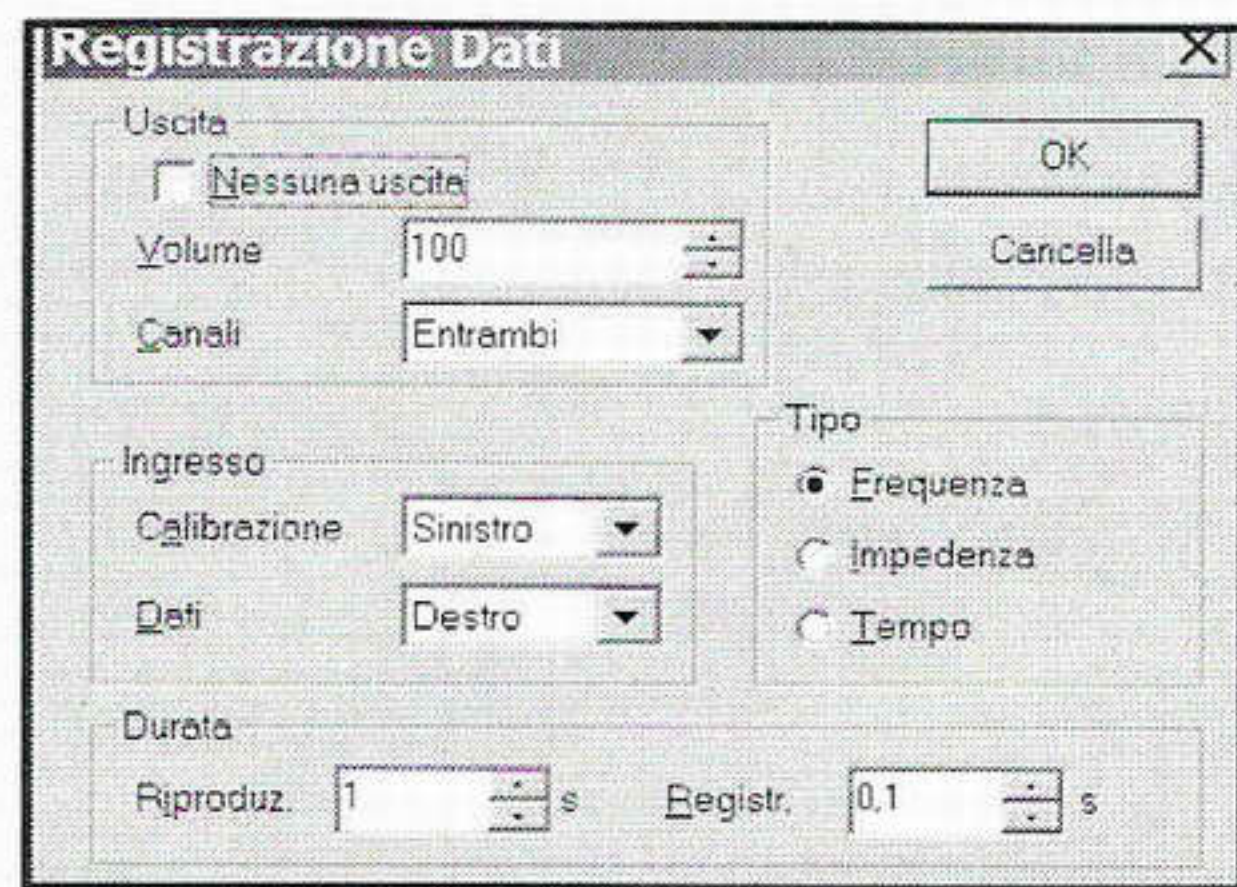 Registrazione Dati
Uscita
Nessuna uscita
Volume 100
Canali Entrambi
OK
Cancella
Ingresso
Calibrazione Sinistro
Dati Destro
Tipo
Frequenza
Impedenza
Tempo
Durata
Riproduz. 1 s Registr. 0,1 s